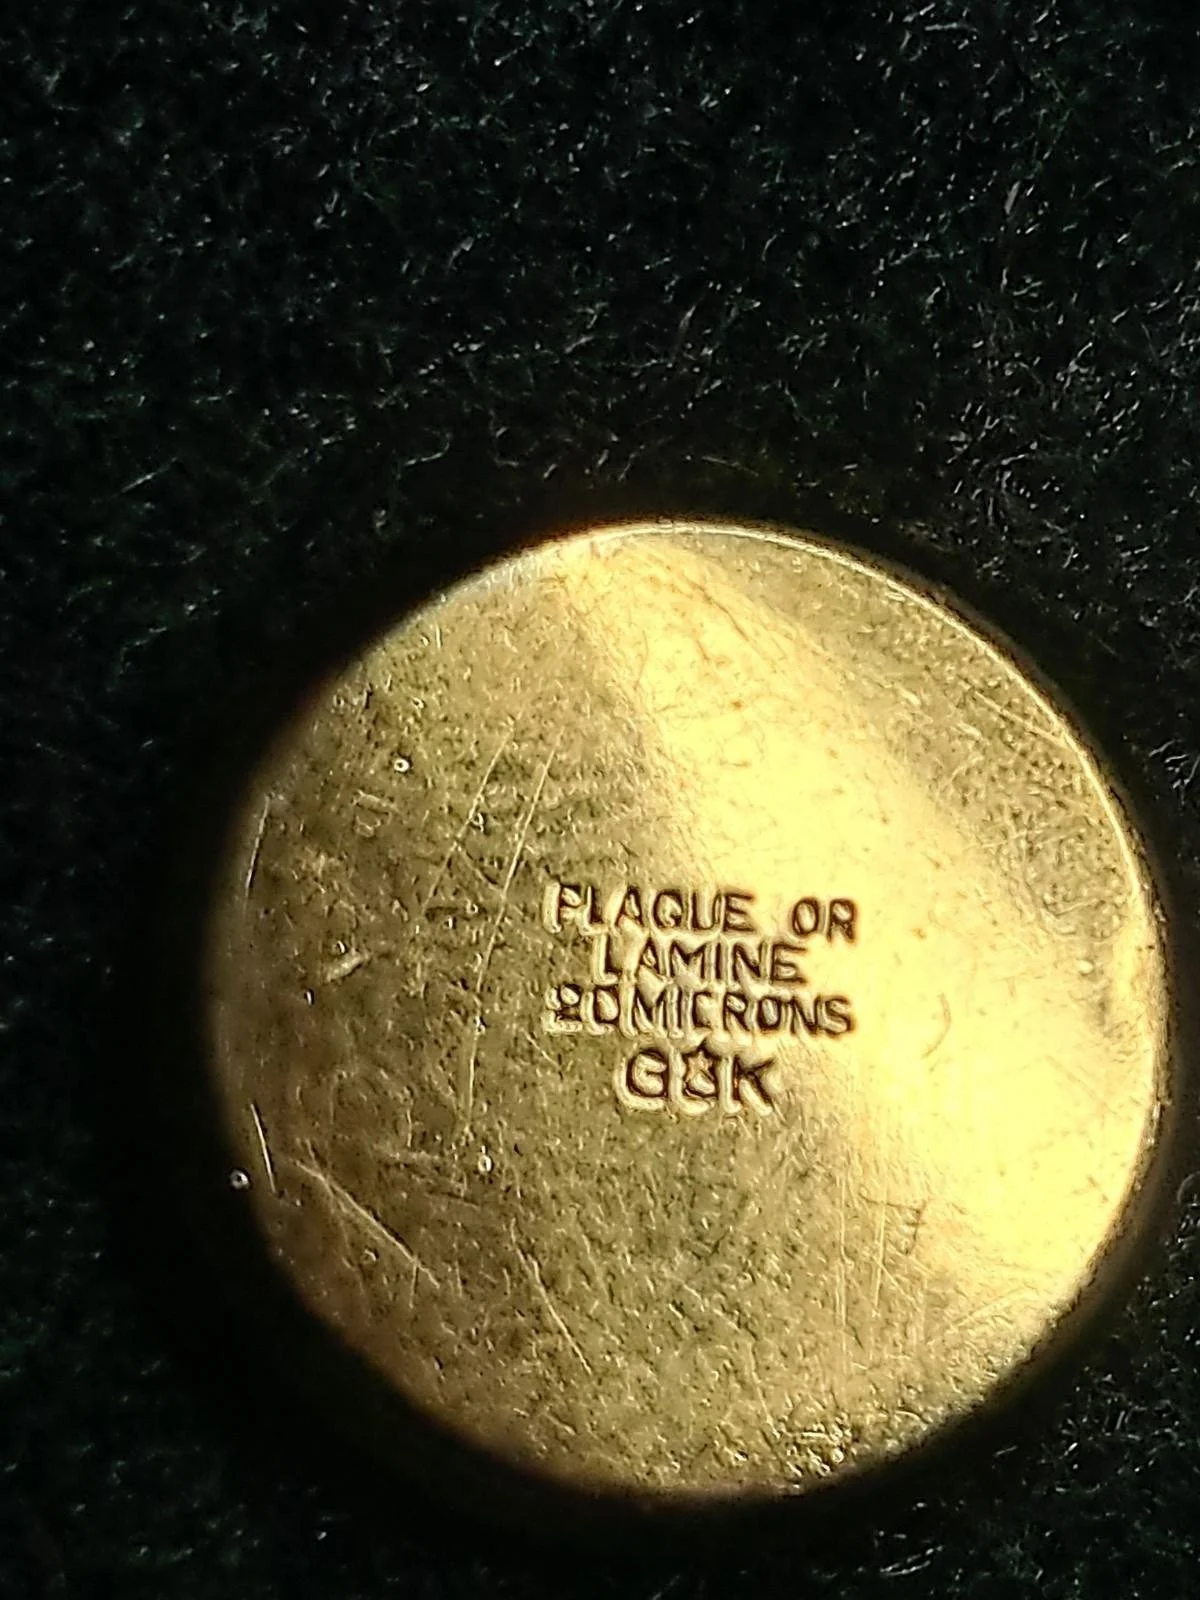 PLAQUE OR
LAMINE
20 MICRONS
G K